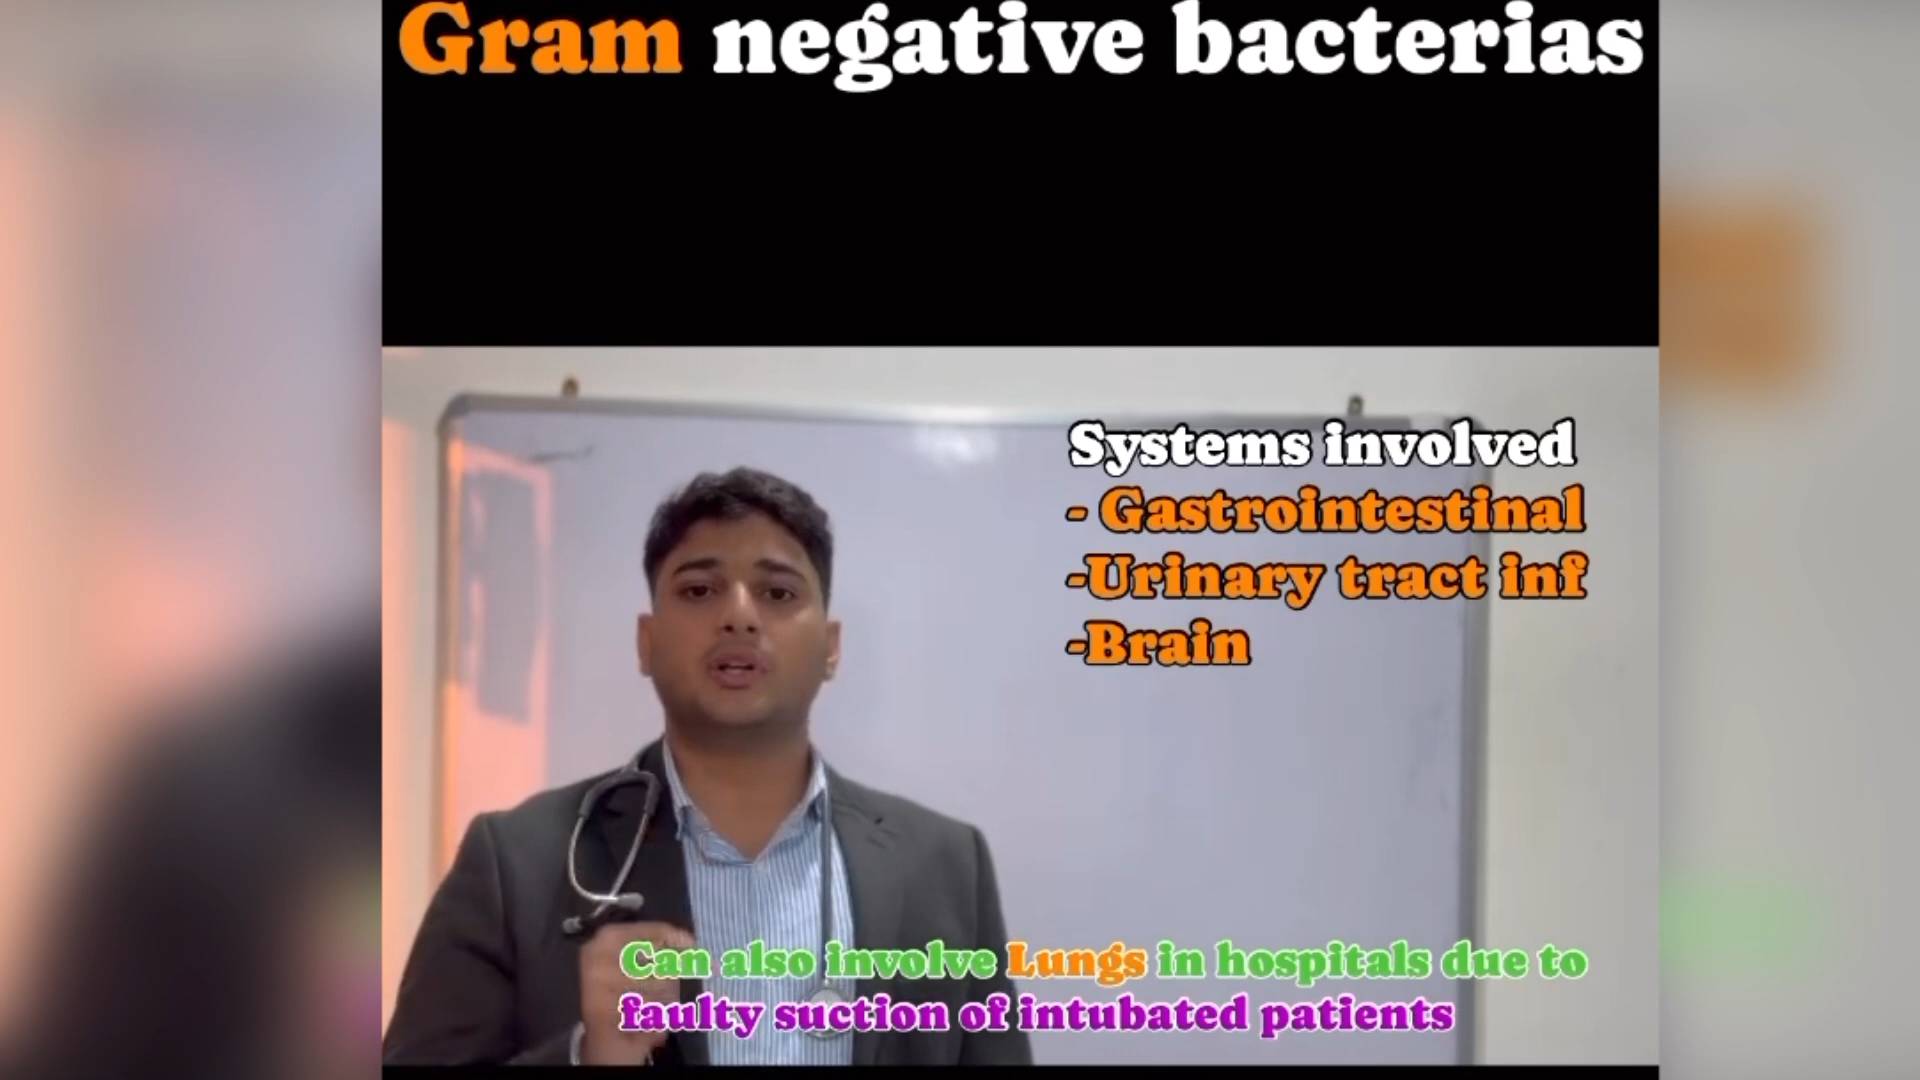 Gram negative bacterias
Systems involved
- Gastrointestinal
-Urinary tract inf
-Brain
Can also involve Lungs in hospitals due to
faulty suction of intubated patients